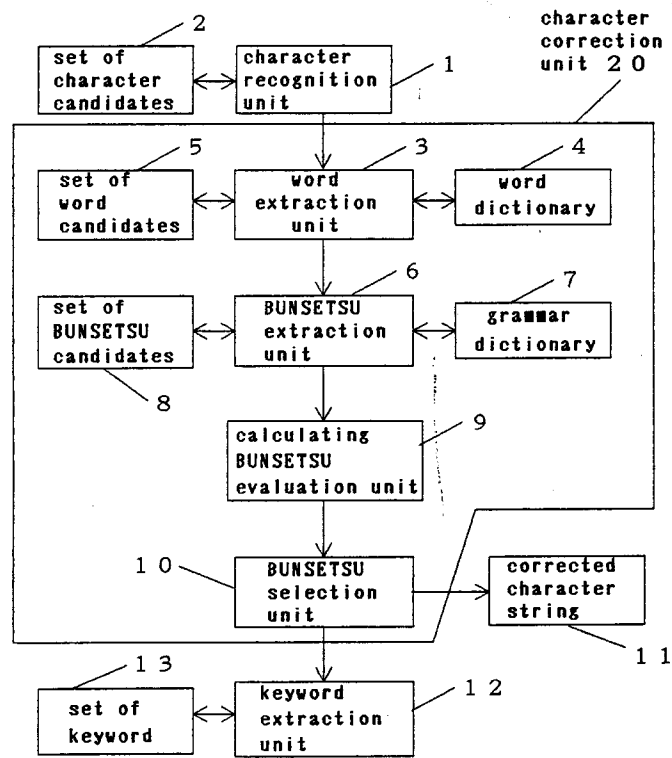 character
correction
unit 20
2
set of
character
candidates
character
recognition
unit
1
5
set of
word
candidates
3
word
extraction
unit
4
word
dictionary
6
set of
BUNSETSU
candidates
8
BUNSETSU
extraction
unit
7
grammar
dictionary
calculating
BUNSETSU
evaluation unit
9
10
BUNSETSU
selection
unit
corrected
character
string
11
13
set of
keyword
keyword
extraction
unit
12